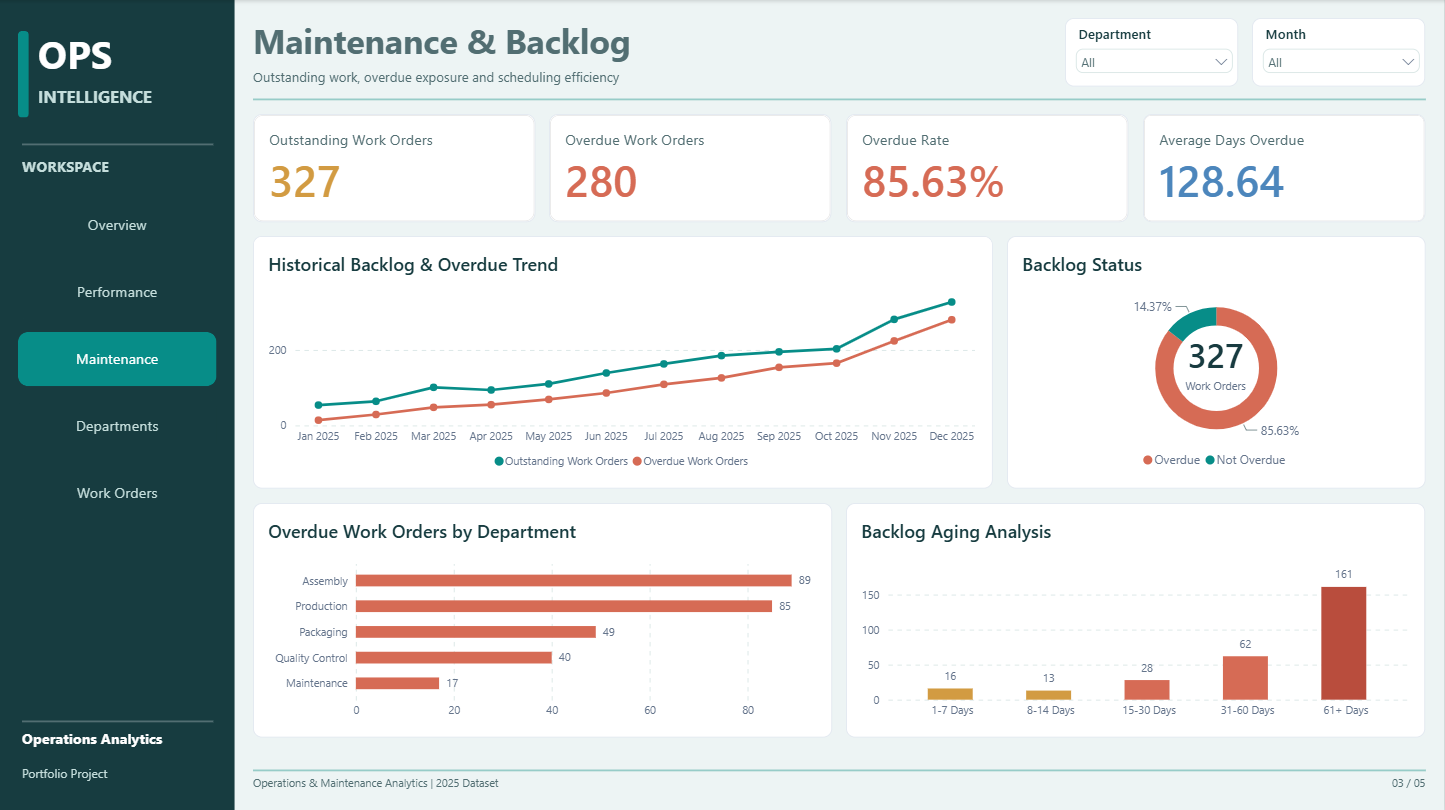 OPS
INTELLIGENCE
WORKSPACE
Overview
Performance
Maintenance
Departments
Work Orders
Operations Analytics
Portfolio Project
Maintenance & Backlog
Outstanding work, overdue exposure and scheduling efficiency
Department
All
Month
All
Outstanding Work Orders
327
Overdue Work Orders
280
Overdue Rate
85.63%
Average Days Overdue
128.64
Historical Backlog & Overdue Trend
200
0
Jan 2025 Feb 2025 Mar 2025 Apr 2025 May 2025 Jun 2025 Jul 2025 Aug 2025 Sep 2025 Oct 2025 Nov 2025 Dec 2025
Outstanding Work Orders Overdue Work Orders
Backlog Status
14.37%
327
Work Orders
85.63%
Overdue Not Overdue
Overdue Work Orders by Department
Assembly 89
Production 85
Packaging 49
Quality Control 40
Maintenance 17
0 20 40 60 80
Backlog Aging Analysis
161
150
100
62
50
28
16
13
0
1-7 Days 8-14 Days 15-30 Days 31-60 Days 61+ Days
Operations & Maintenance Analytics | 2025 Dataset
03 / 05